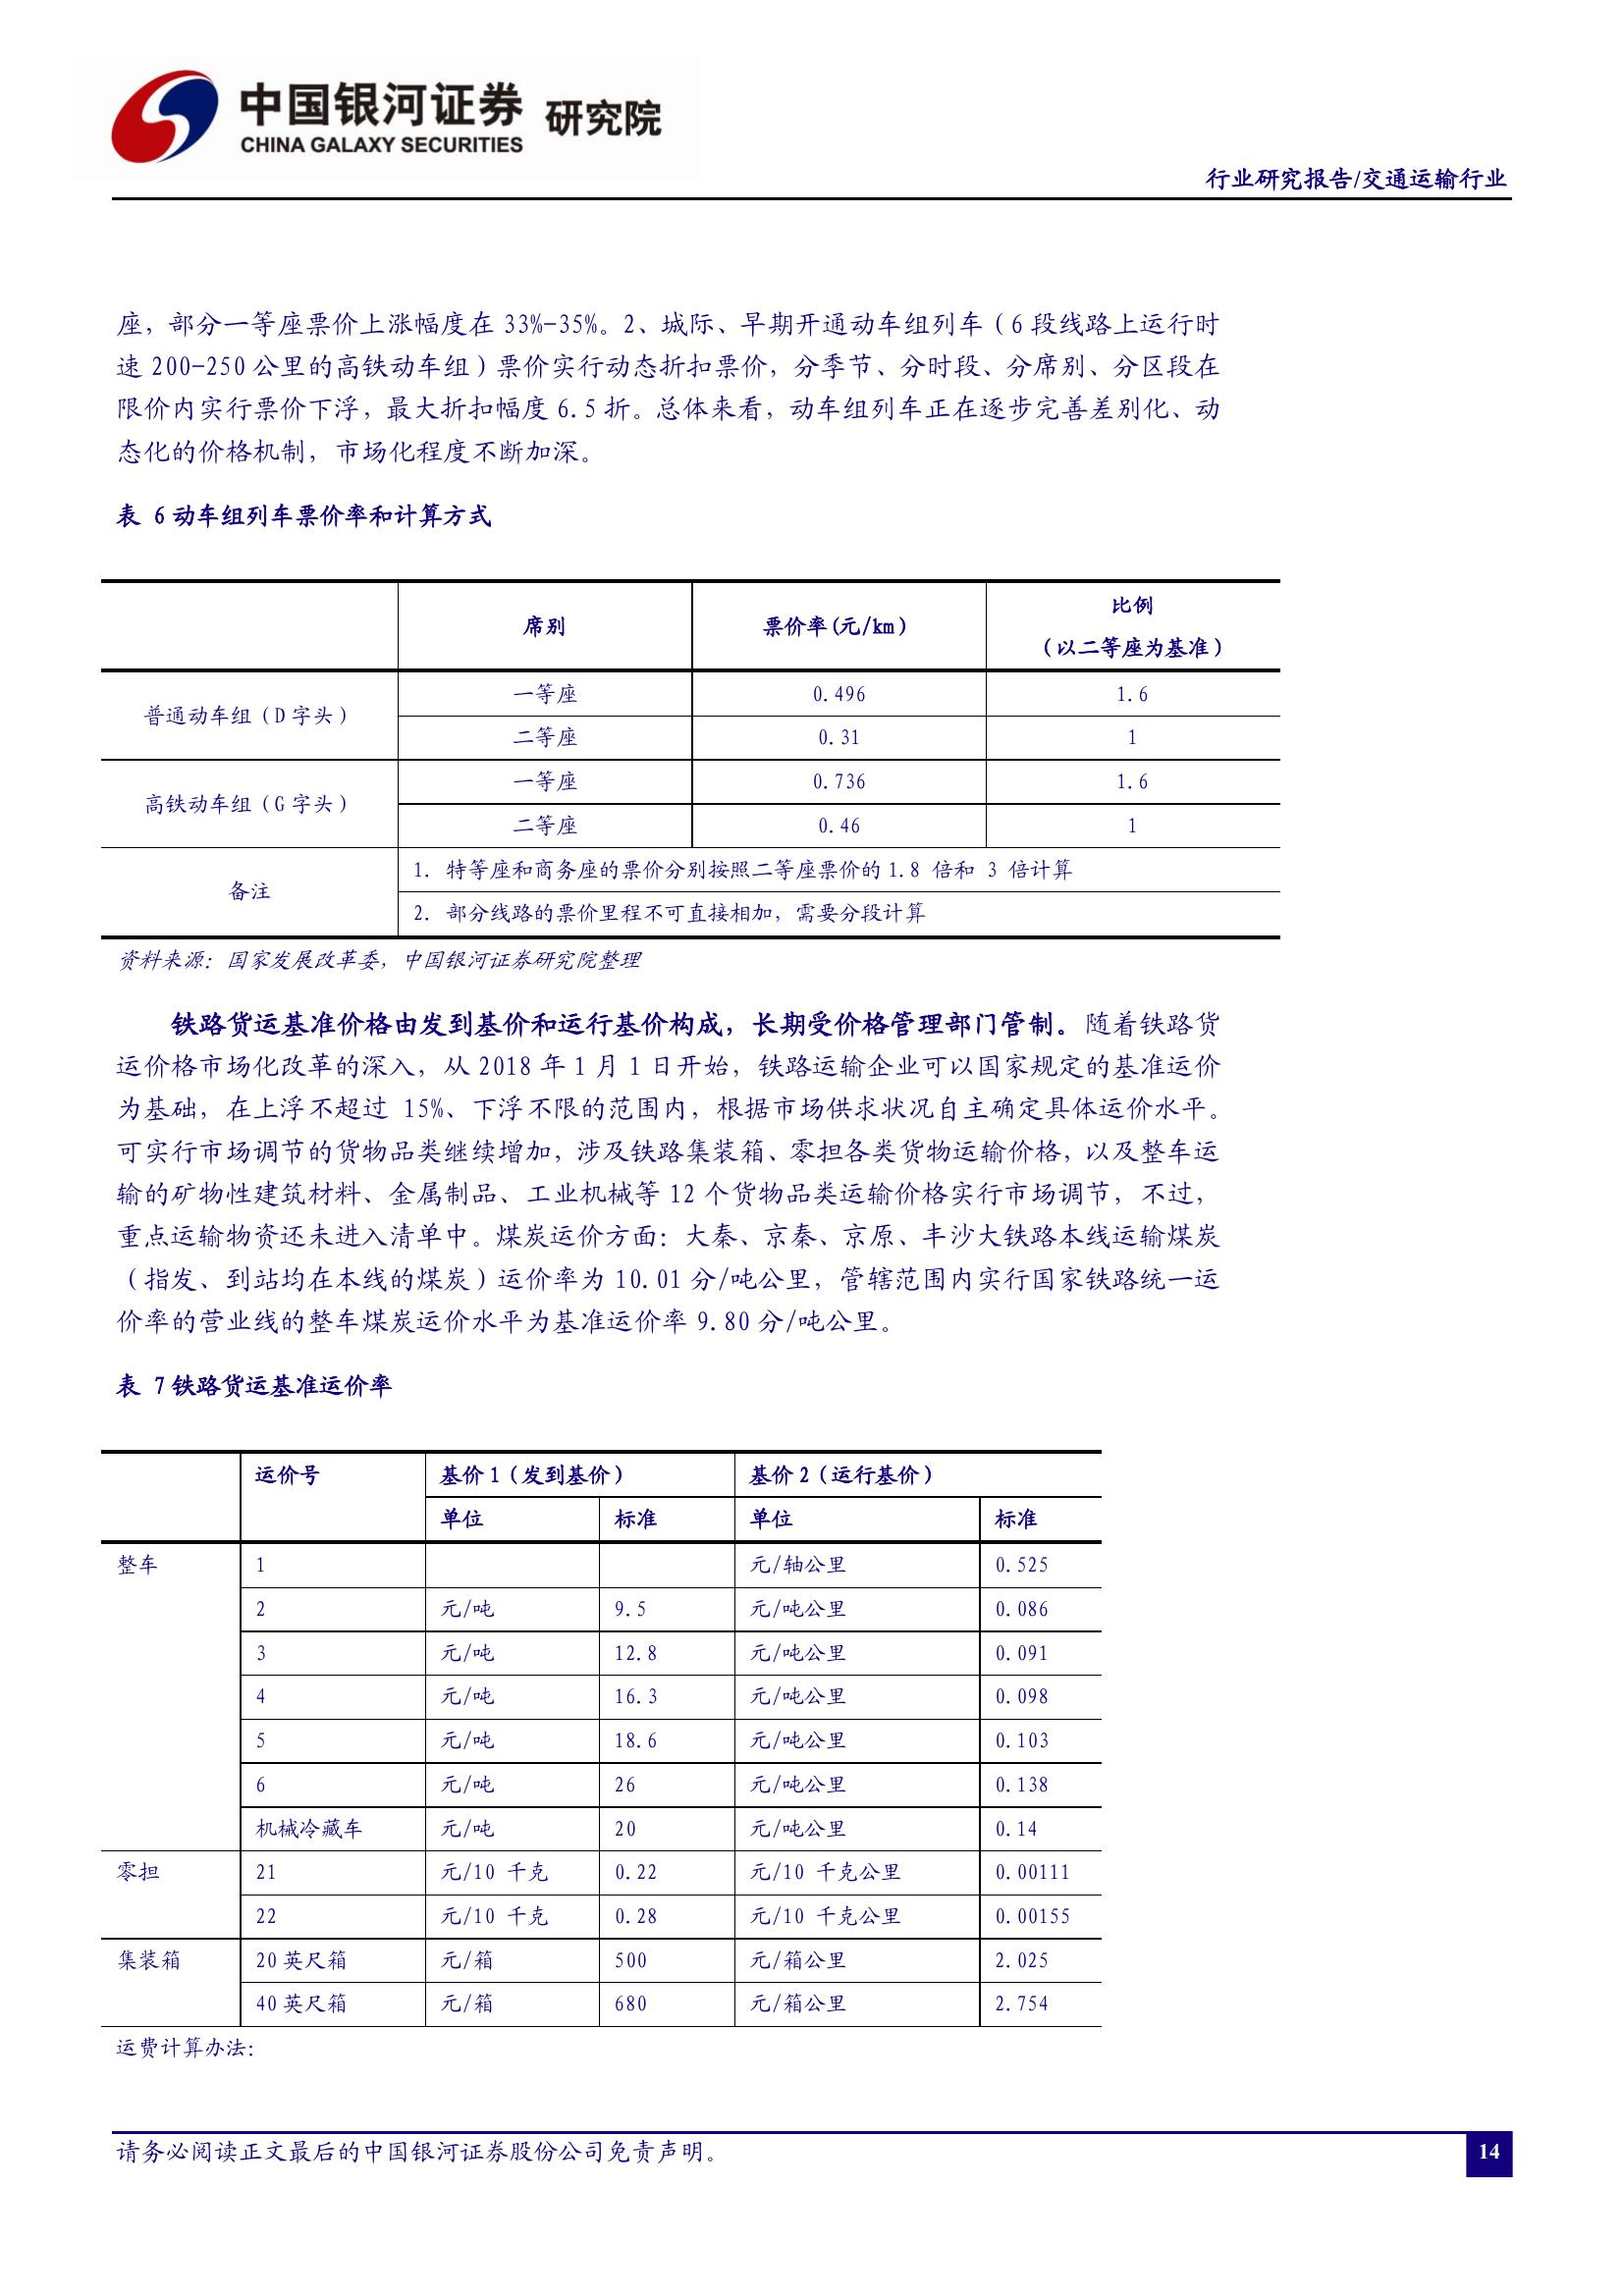 中国银河证券 研究院
CHINA GALAXY SECURITIES
行业研究报告/交通运输行业
座，部分一等座票价上涨幅度在 33%-35%。2、城际、早期开通动车组列车（6 段线路上运行时
速 200-250 公里的高铁动车组）票价实行动态折扣票价，分季节、分时段、分席别、分区段在
限价内实行票价下浮，最大折扣幅度 6.5 折。总体来看，动车组列车正在逐步完善差别化、动
态化的价格机制，市场化程度不断加深。
表 6 动车组列车票价率和计算方式
席别 票价率(元/km) 比例
（以二等座为基准）
普通动车组（D 字头） 一等座 0.496 1.6
二等座 0.31 1
高铁动车组（G 字头） 一等座 0.736 1.6
二等座 0.46 1
备注 1. 特等座和商务座的票价分别按照二等座票价的 1.8 倍和 3 倍计算
2. 部分线路的票价里程不可直接相加，需要分段计算
资料来源：国家发展改革委，中国银河证券研究院整理
铁路货运基准价格由发到基价和运行基价构成，长期受价格管理部门管制。随着铁路货
运价格市场化改革的深入，从 2018 年 1 月 1 日开始，铁路运输企业可以国家规定的基准运价
为基础，在上浮不超过 15%、下浮不限的范围内，根据市场供求状况自主确定具体运价水平。
可实行市场调节的货物品类继续增加，涉及铁路集装箱、零担各类货物运输价格，以及整车运
输的矿物性建筑材料、金属制品、工业机械等 12 个货物品类运输价格实行市场调节，不过，
重点运输物资还未进入清单中。煤炭运价方面：大秦、京秦、京原、丰沙大铁路本线运输煤炭
（指发、到站均在本线的煤炭）运价率为 10.01 分/吨公里，管辖范围内实行国家铁路统一运
价率的营业线的整车煤炭运价水平为基准运价率 9.80 分/吨公里。
表 7 铁路货运基准运价率
运价号 基价 1（发到基价） 基价 2（运行基价）
单位 标准 单位 标准
整车 1 元/轴公里 0.525
2 元/吨 9.5 元/吨公里 0.086
3 元/吨 12.8 元/吨公里 0.091
4 元/吨 16.3 元/吨公里 0.098
5 元/吨 18.6 元/吨公里 0.103
6 元/吨 26 元/吨公里 0.138
机械冷藏车 元/吨 20 元/吨公里 0.14
零担 21 元/10 千克 0.22 元/10 千克公里 0.00111
22 元/10 千克 0.28 元/10 千克公里 0.00155
集装箱 20 英尺箱 元/箱 500 元/箱公里 2.025
40 英尺箱 元/箱 680 元/箱公里 2.754
运费计算办法：
请务必阅读正文最后的中国银河证券股份公司免责声明。
14